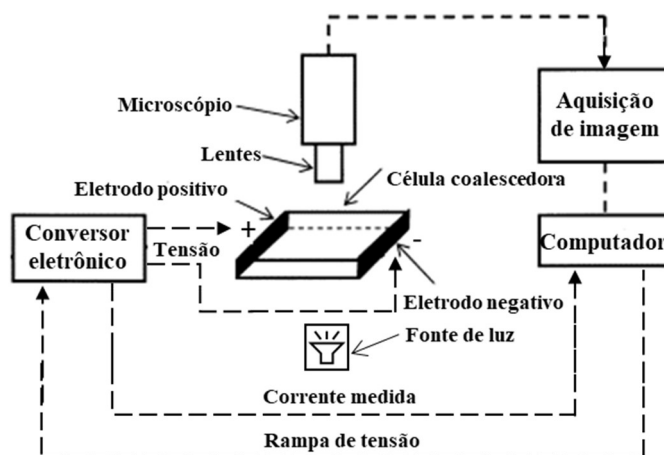 Microscópio
Aquisição
de imagem
Lentes
Célula coalescedora
Eletrodo positivo
+
-
Conversor
eletrônico
Tensão
Computador
Eletrodo negativo
Fonte de luz
Corrente medida
Rampa de tensão